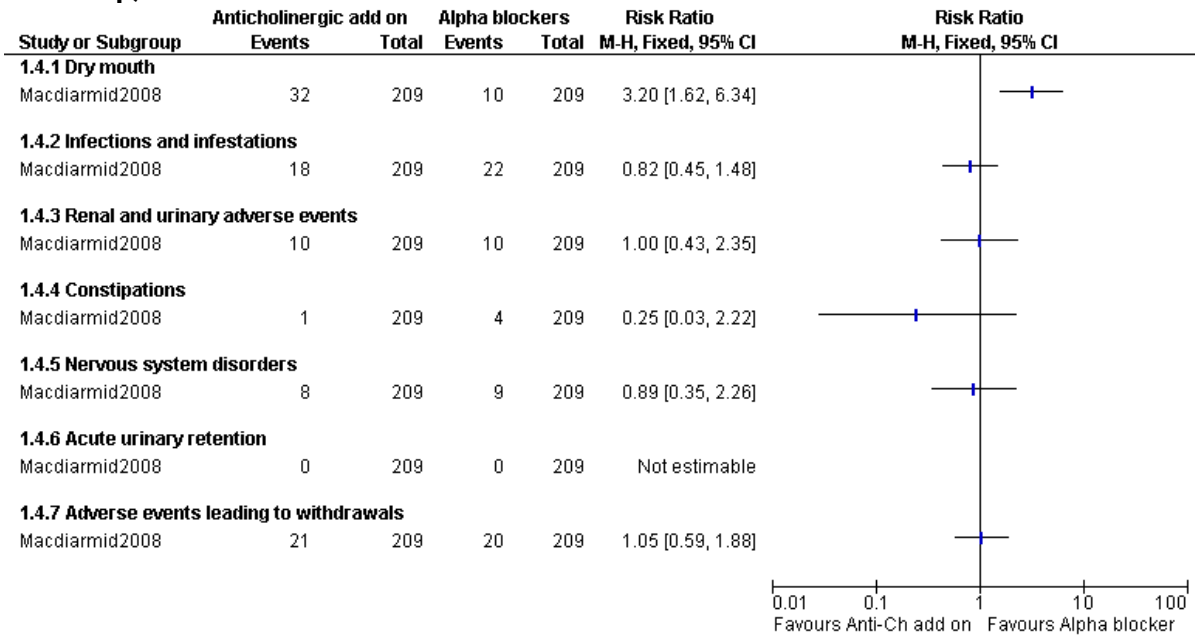 Anticholinergic add on Alpha blockers Risk Ratio Risk Ratio
Study or Subgroup Events Total Events Total M-H, Fixed, 95% CI M-H, Fixed, 95% CI
1.4.1 Dry mouth
Macdiarmid2008 32 209 10 209 3.20 [1.62, 6.34]
1.4.2 Infections and infestations
Macdiarmid2008 18 209 22 209 0.82 [0.45, 1.48]
1.4.3 Renal and urinary adverse events
Macdiarmid2008 10 209 10 209 1.00 [0.43, 2.35]
1.4.4 Constipations
Macdiarmid2008 1 209 4 209 0.25 [0.03, 2.22]
1.4.5 Nervous system disorders
Macdiarmid2008 8 209 9 209 0.89 [0.35, 2.26]
1.4.6 Acute urinary retention
Macdiarmid2008 0 209 0 209 Not estimable
1.4.7 Adverse events leading to withdrawals
Macdiarmid2008 21 209 20 209 1.05 [0.59, 1.88]
0.01 0.1 1 10 100
Favours Anti-Ch add on Favours Alpha blocker